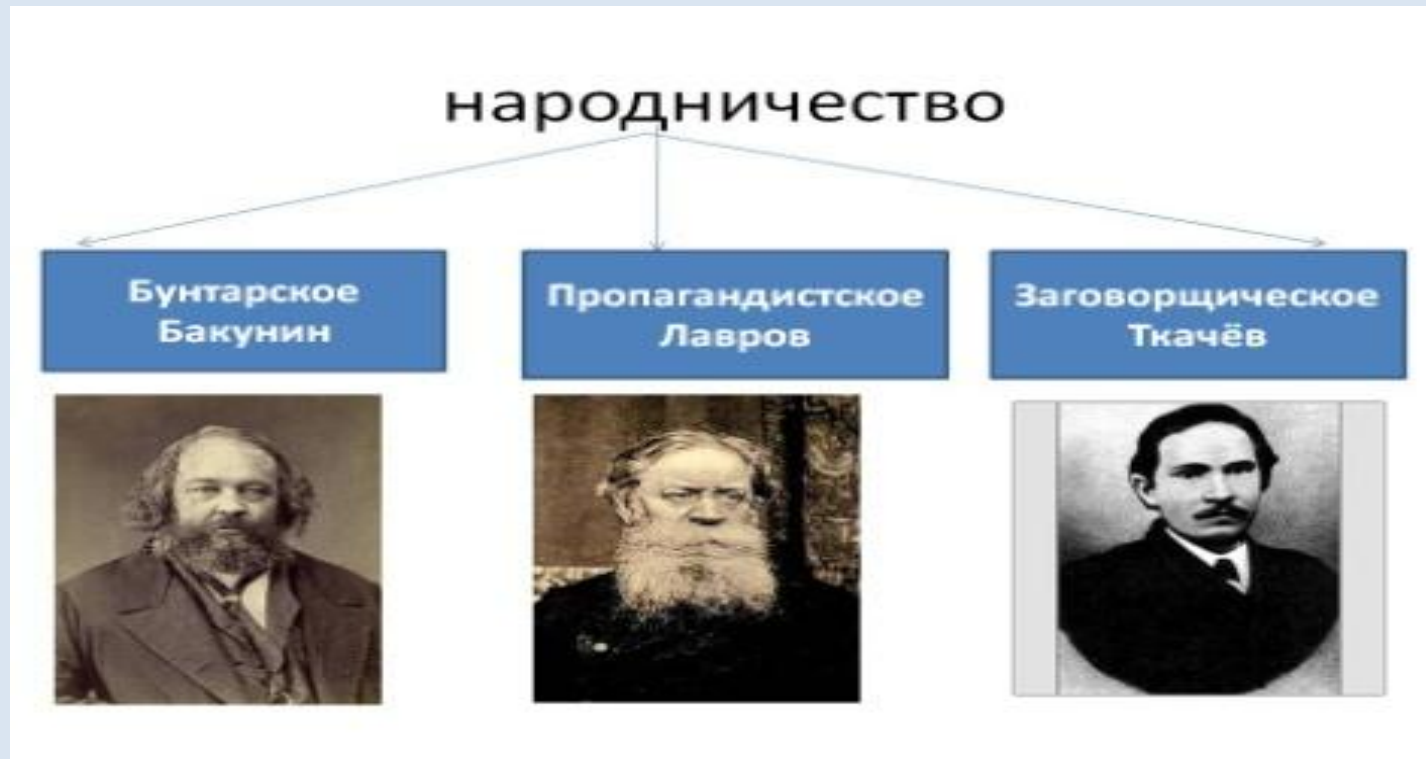 народничество
Бунтарское
Бакунин
Пропагандистское
Лавров
Заговорщическое
Ткачёв